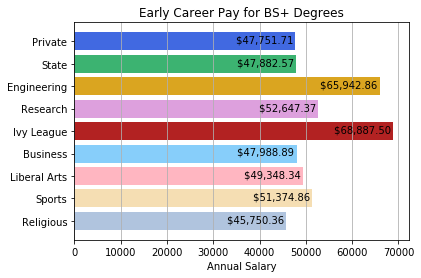 Early Career Pay for BS+ Degrees
Private $47,751.71
State $47,882.57
Engineering $65,942.86
Research $52,647.37
Ivy League $68,887.50
Business $47,988.89
Liberal Arts $49,348.34
Sports $51,374.86
Religious $45,750.36
0 10000 20000 30000 40000 50000 60000 70000
Annual Salary